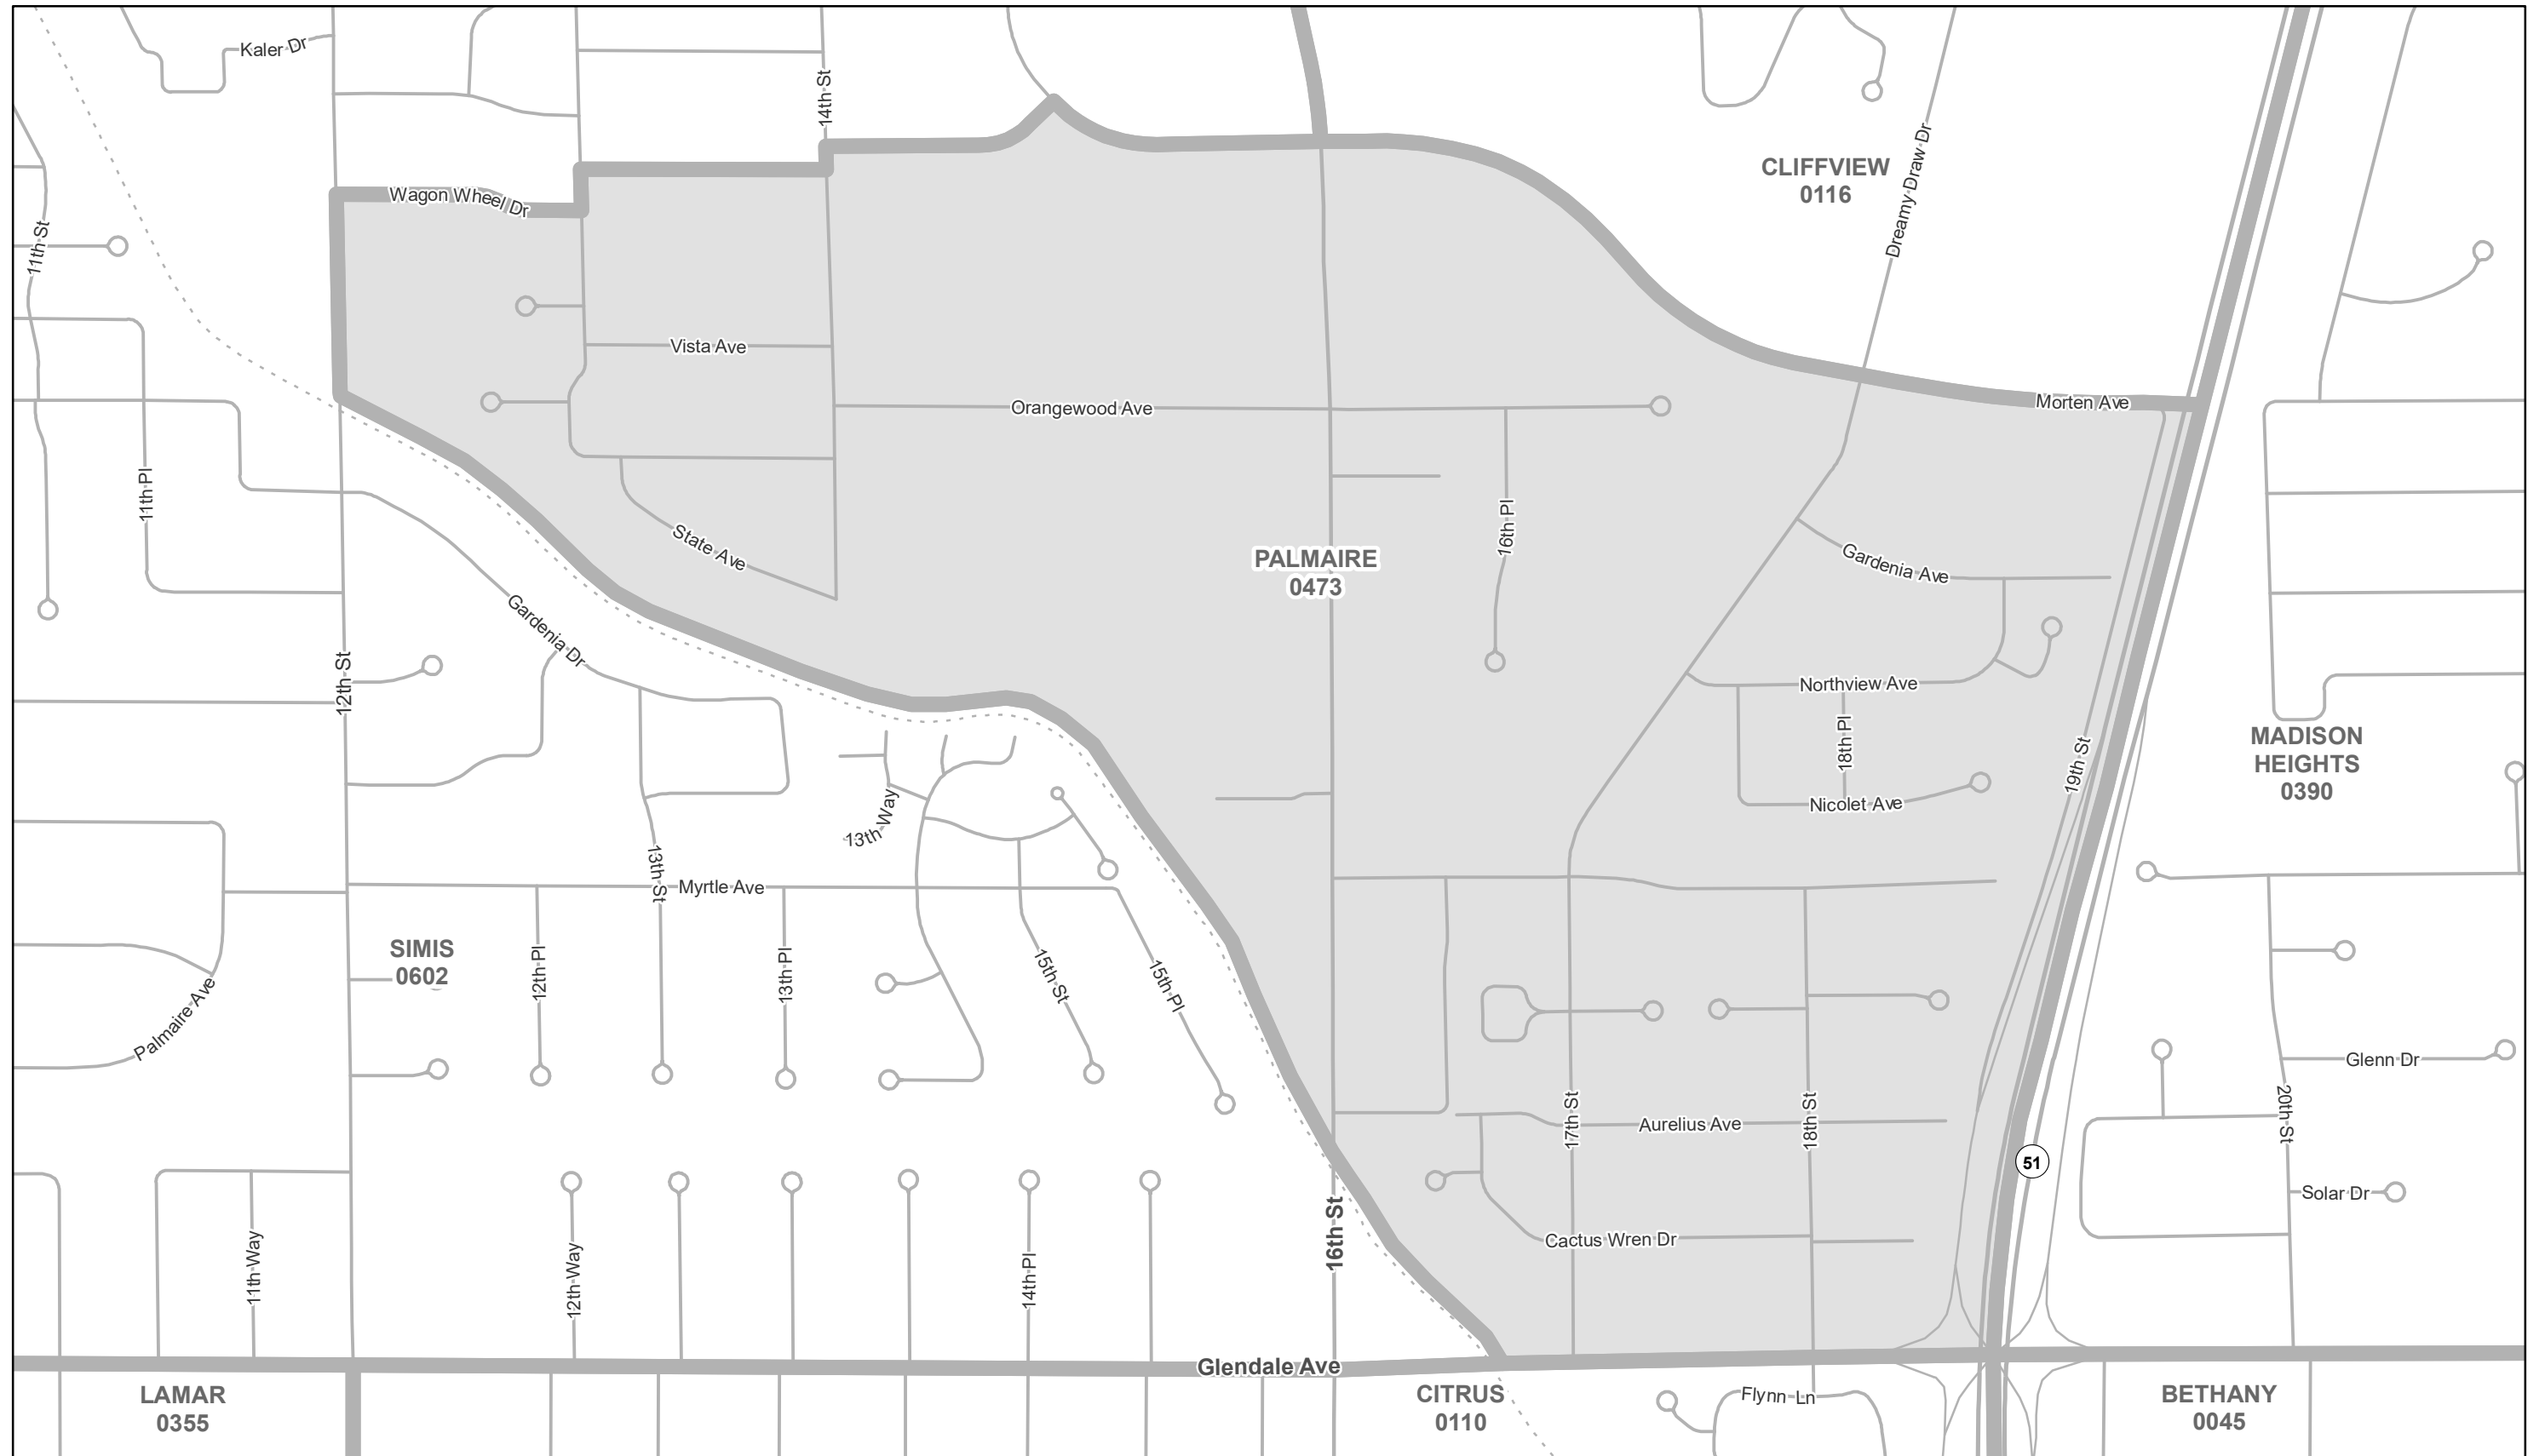 Kaler Dr
14th St
CLIFFVIEW
0116
Dreamy Draw Dr
Wagon Wheel Dr
11th St
Vista Ave
Orangewood Ave
Morten Ave
11th Pl
State Ave
16th Pl
PALMAIRE
0473
Gardenia Ave
Gardenia Dr
12th St
Northview Ave
18th Pl
19th St
MADISON
HEIGHTS
0390
Nicolet Ave
13th Way
13th St
Myrtle Ave
SIMIS
0602
12th Pl
13th Pl
15th St
15th Pl
Palmaire Ave
Glenn Dr
17th St
Aurelius Ave
18th St
20th St
51
Solar Dr
16th St
11th Way
12th Way
14th Pl
Cactus Wren Dr
Glendale Ave
LAMAR
0355
CITRUS
0110
Flynn Ln
BETHANY
0045